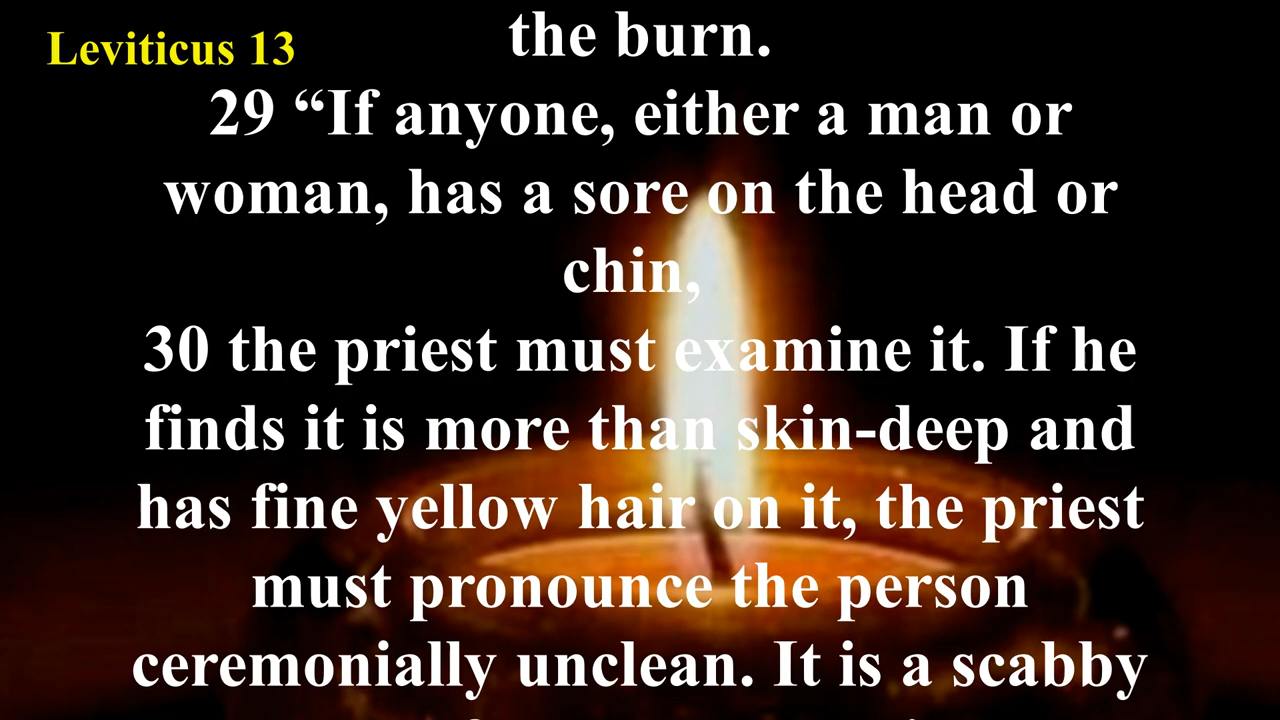 Leviticus 13
the burn.
29 “If anyone, either a man or
woman, has a sore on the head or
chin,
30 the priest must examine it. If he
finds it is more than skin-deep and
has fine yellow hair on it, the priest
must pronounce the person
ceremonially unclean. It is a scabby